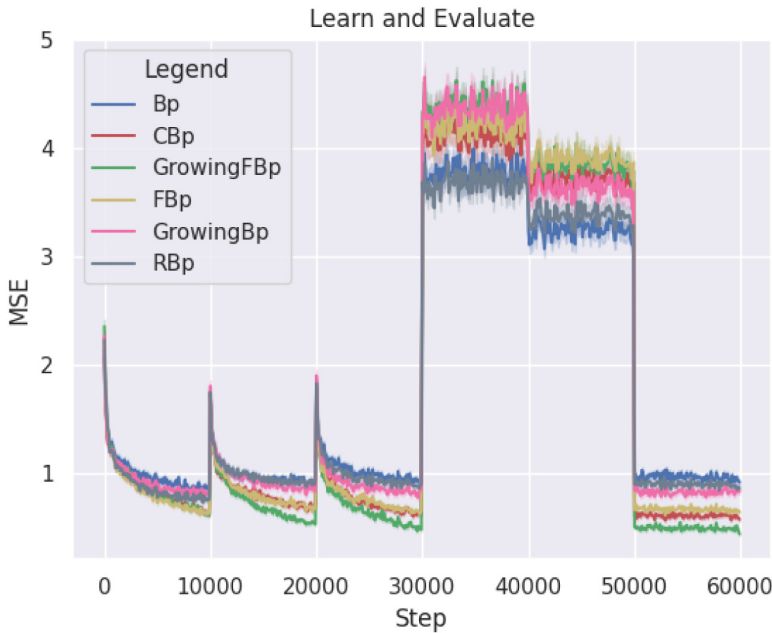 Learn and Evaluate
5
Legend
Bp
CBp
GrowingFBp
FBp
GrowingBp
RBp
4
3
2
1
MSE
0 10000 20000 30000 40000 50000 60000
Step